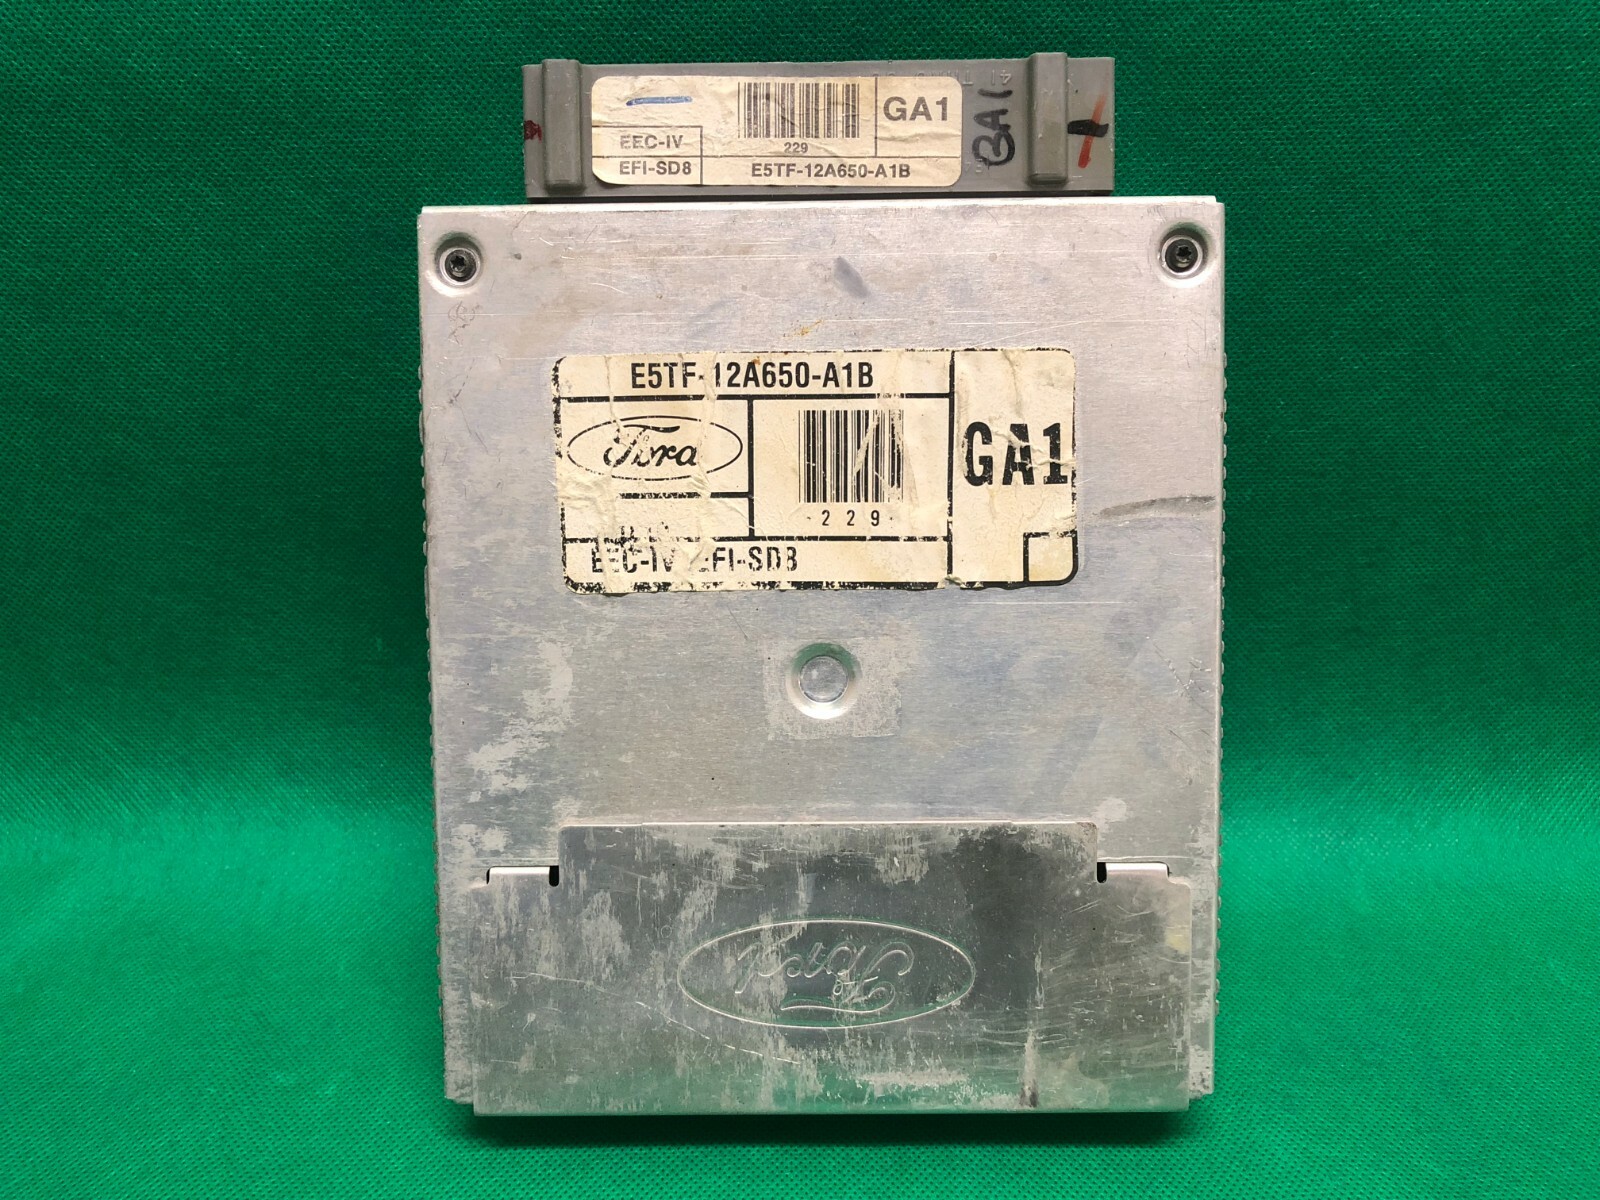 GA1
EEC-IV
229
EFI-SD8
E5TF-12A650-A1B
BA1
E5TF-12A650-A1B
Ford
GA1
229
EEC-IV EFI-SD8
Ford